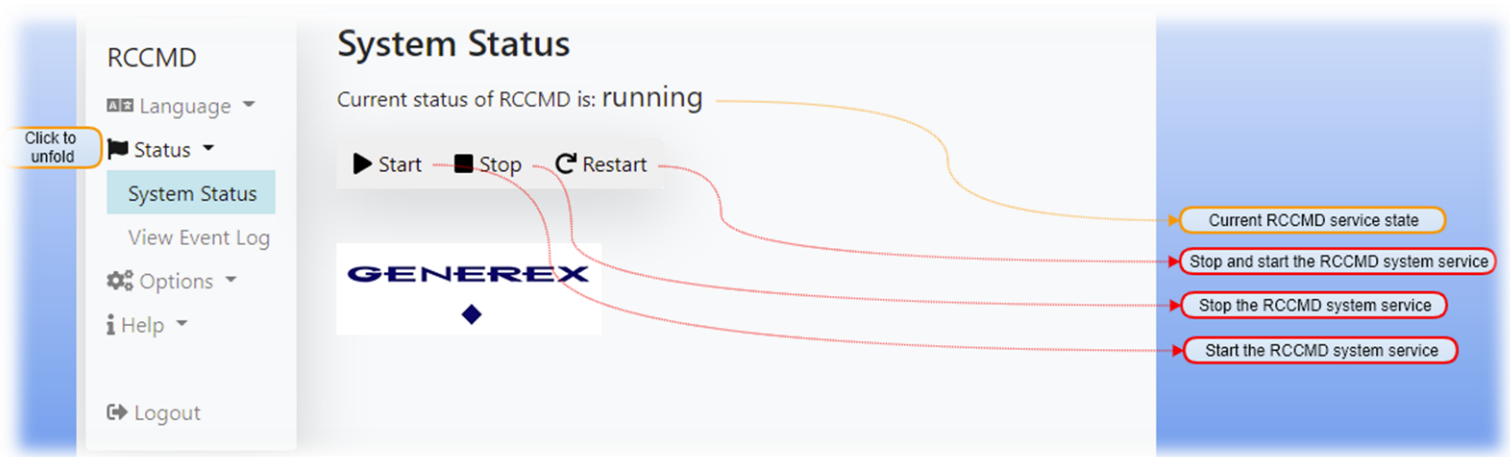 RCCMD
Language
Click to
unfold
Status
System Status
View Event Log
Options
Help
Logout
System Status
Current status of RCCMD is: running
Start Stop Restart
GENEREX
Current RCCMD service state
Stop and start the RCCMD system service
Stop the RCCMD system service
Start the RCCMD system service